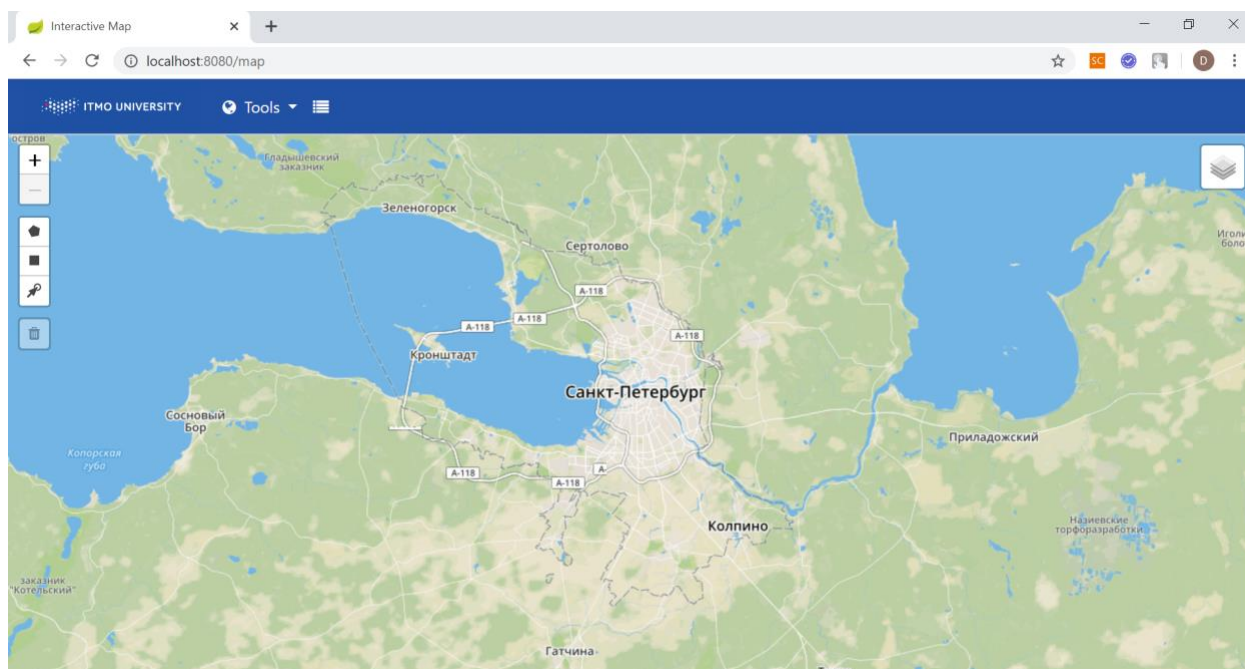 Interactive Map
localhost:8080/map
SC
D
ITMO UNIVERSITY
Tools
остров
Гладышевский
заказник
Зеленогорск
Сертолово
А-118
А-118
А-118
А-118
Кронштадт
Санкт-Петербург
Сосновый
Бор
Приладожский
Копорская
губа
А-118
А-118
А-
Колпино
Назиевские
торфоразработки
заказник
"Котельский"
Гатчина